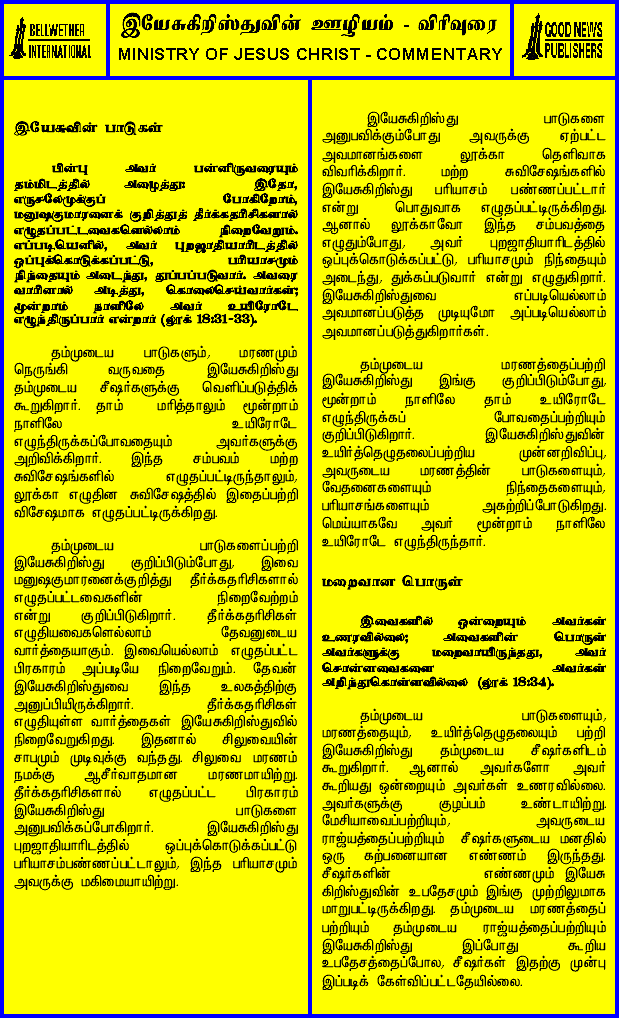 BELLWETHER
INTERNATIONAL
இயேசுகிறிஸ்துவின் ஊழியம் - விரிவுரை
MINISTRY OF JESUS CHRIST - COMMENTARY
GOOD NEWS
PUBLISHERS
இயேசுவின் பாடுகள்
பின்பு அவர் பன்னிருவரையும்
தம்மிடத்தில் அழைத்து: இதோ,
எருசலேமுக்குப் போகிறோம்,
மனுஷகுமாரனைக் குறித்துத் தீர்க்கதரிசிகளால்
எழுதப்பட்டவைகளெல்லாம் நிறைவேறும்.
எப்படியெனில், அவர் புறஜாதியாரிடத்தில்
ஒப்புக்கொடுக்கப்பட்டு, பரியாசமும்
நிந்தையும் அடைந்து, துப்பப்படுவார். அவரை
வாரினால் அடித்து, கொலைசெய்வார்கள்;
மூன்றாம் நாளிலே அவர் உயிரோடே
எழுந்திருப்பார் என்றார் (லூக் 18:31-33).
தம்முடைய பாடுகளும், மரணமும்
நெருங்கி வருவதை இயேசுகிறிஸ்து
தம்முடைய சீஷர்களுக்கு வெளிப்படுத்திக்
கூறுகிறார். தாம் மரித்தாலும் மூன்றாம்
நாளிலே உயிரோடே
எழுந்திருக்கப்போவதையும் அவர்களுக்கு
அறிவிக்கிறார். இந்த சம்பவம் மற்ற
சுவிசேஷங்களில் எழுதப்பட்டிருந்தாலும்,
லூக்கா எழுதின சுவிசேஷத்தில் இதைப்பற்றி
விசேஷமாக எழுதப்பட்டிருக்கிறது.
தம்முடைய பாடுகளைப்பற்றி
இயேசுகிறிஸ்து குறிப்பிடும்போது, இவை
மனுஷகுமாரனைக்குறித்து தீர்க்கதரிசிகளால்
எழுதப்பட்டவைகளின் நிறைவேற்றம்
என்று குறிப்பிடுகிறார். தீர்க்கதரிசிகள்
எழுதியவைகளெல்லாம் தேவனுடைய
வார்த்தையாகும். இவையெல்லாம் எழுதப்பட்ட
பிரகாரம் அப்படியே நிறைவேறும். தேவன்
இயேசுகிறிஸ்துவை இந்த உலகத்திற்கு
அனுப்பியிருக்கிறார். தீர்க்கதரிசிகள்
எழுதியுள்ள வார்த்தைகள் இயேசுகிறிஸ்துவில்
நிறைவேறுகிறது. இதனால் சிலுவையின்
சாபமும் முடிவுக்கு வந்தது. சிலுவை மரணம்
நமக்கு ஆசீர்வாதமான மரணமாயிற்று.
தீர்க்கதரிசிகளால் எழுதப்பட்ட பிரகாரம்
இயேசுகிறிஸ்து பாடுகளை
அனுபவிக்கப்போகிறார். இயேசுகிறிஸ்து
புறஜாதியாரிடத்தில் ஒப்புக்கொடுக்கப்பட்டு
பரியாசம்பண்ணப்பட்டாலும், இந்த பரியாசமும்
அவருக்கு மகிமையாயிற்று.
இயேசுகிறிஸ்து பாடுகளை
அனுபவிக்கும்போது அவருக்கு ஏற்பட்ட
அவமானங்களை லூக்கா தெளிவாக
விவரிக்கிறார். மற்ற சுவிசேஷங்களில்
இயேசுகிறிஸ்து பரியாசம் பண்ணப்பட்டார்
என்று பொதுவாக எழுதப்பட்டிருக்கிறது.
ஆனால் லூக்காவோ இந்த சம்பவத்தை
எழுதும்போது, அவர் புறஜாதியாரிடத்தில்
ஒப்புக்கொடுக்கப்பட்டு, பரியாசமும் நிந்தையும்
அடைந்து, துக்கப்படுவார் என்று எழுதுகிறார்.
இயேசுகிறிஸ்துவை எப்படியெல்லாம்
அவமானப்படுத்த முடியுமோ அப்படியெல்லாம்
அவமானப்படுத்துகிறார்கள்.
தம்முடைய மரணத்தைப்பற்றி
இயேசுகிறிஸ்து இங்கு குறிப்பிடும்போது,
மூன்றாம் நாளிலே தாம் உயிரோடே
எழுந்திருக்கப் போவதைப்பற்றியும்
குறிப்பிடுகிறார். இயேசுகிறிஸ்துவின்
உயிர்த்தெழுதலைப்பற்றிய முன்னறிவிப்பு,
அவருடைய மரணத்தின் பாடுகளையும்,
வேதனைகளையும் நிந்தைகளையும்,
பரியாசங்களையும் அகற்றிப்போடுகிறது.
மெய்யாகவே அவர் மூன்றாம் நாளிலே
உயிரோடே எழுந்திருந்தார்.
மறைவான பொருள்
இவைகளில் ஒன்றையும் அவர்கள்
உணரவில்லை; அவைகளின் பொருள்
அவர்களுக்கு மறைவாயிருந்தது, அவர்
சொன்னவைகளை அவர்கள்
அறிந்துகொள்ளவில்லை (லூக் 18:34).
தம்முடைய பாடுகளையும்,
மரணத்தையும், உயிர்த்தெழுதலையும் பற்றி
இயேசுகிறிஸ்து தம்முடைய சீஷர்களிடம்
கூறுகிறார். ஆனால் அவர்களோ அவர்
கூறியது ஒன்றையும் அவர்கள் உணரவில்லை.
அவர்களுக்கு குழப்பம் உண்டாயிற்று.
மேசியாவைப்பற்றியும், அவருடைய
ராஜ்யத்தைப்பற்றியும் சீஷர்களுடைய மனதில்
ஒரு கற்பனையான எண்ணம் இருந்தது.
சீஷர்களின் எண்ணமும் இயேசு
கிறிஸ்துவின் உபதேசமும் இங்கு முற்றிலுமாக
மாறுபட்டிருக்கிறது. தம்முடைய மரணத்தைப்
பற்றியும் தம்முடைய ராஜ்யத்தைப்பற்றியும்
இயேசுகிறிஸ்து இப்போது கூறிய
உபதேசத்தைப்போல, சீஷர்கள் இதற்கு முன்பு
இப்படிக் கேள்விப்பட்டதேயில்லை.